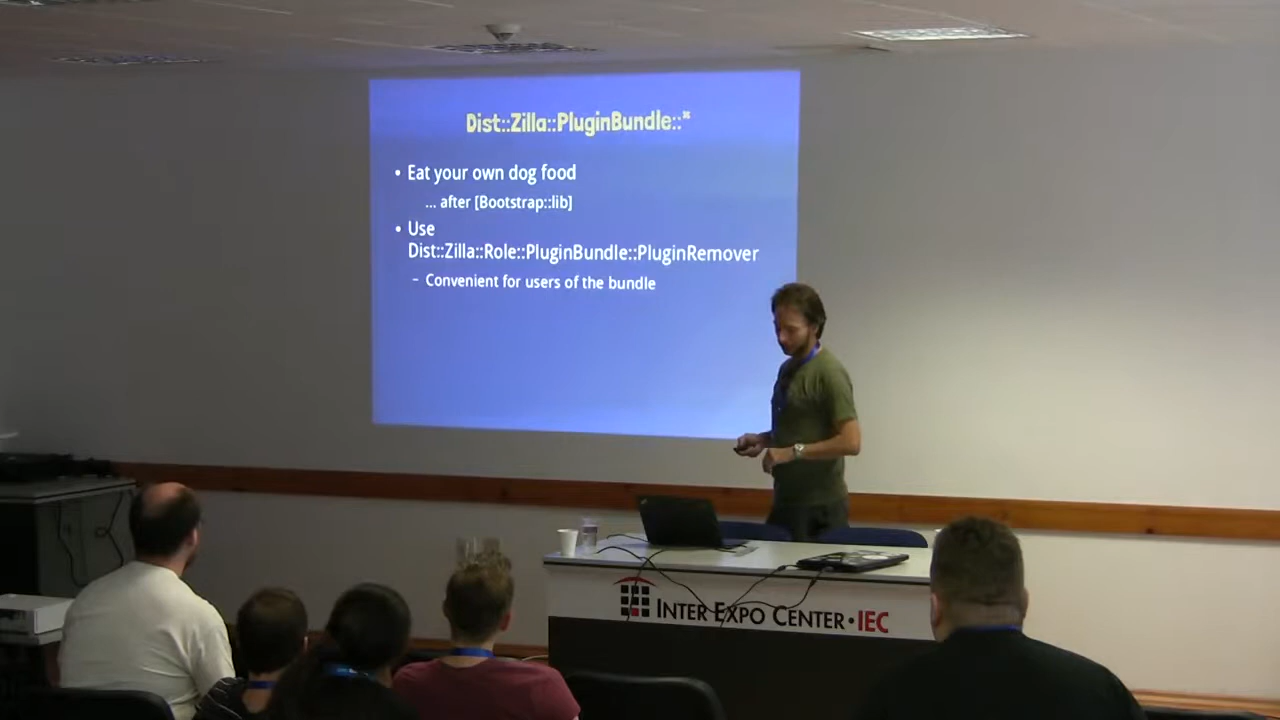 Dist::Zilla::PluginBundle::*
• Eat your own dog food
... after [Bootstrap::lib]
• Use
Dist::Zilla::Role::PluginBundle::PluginRemover
– Convenient for users of the bundle
INTER EXPO CENTER•IEC